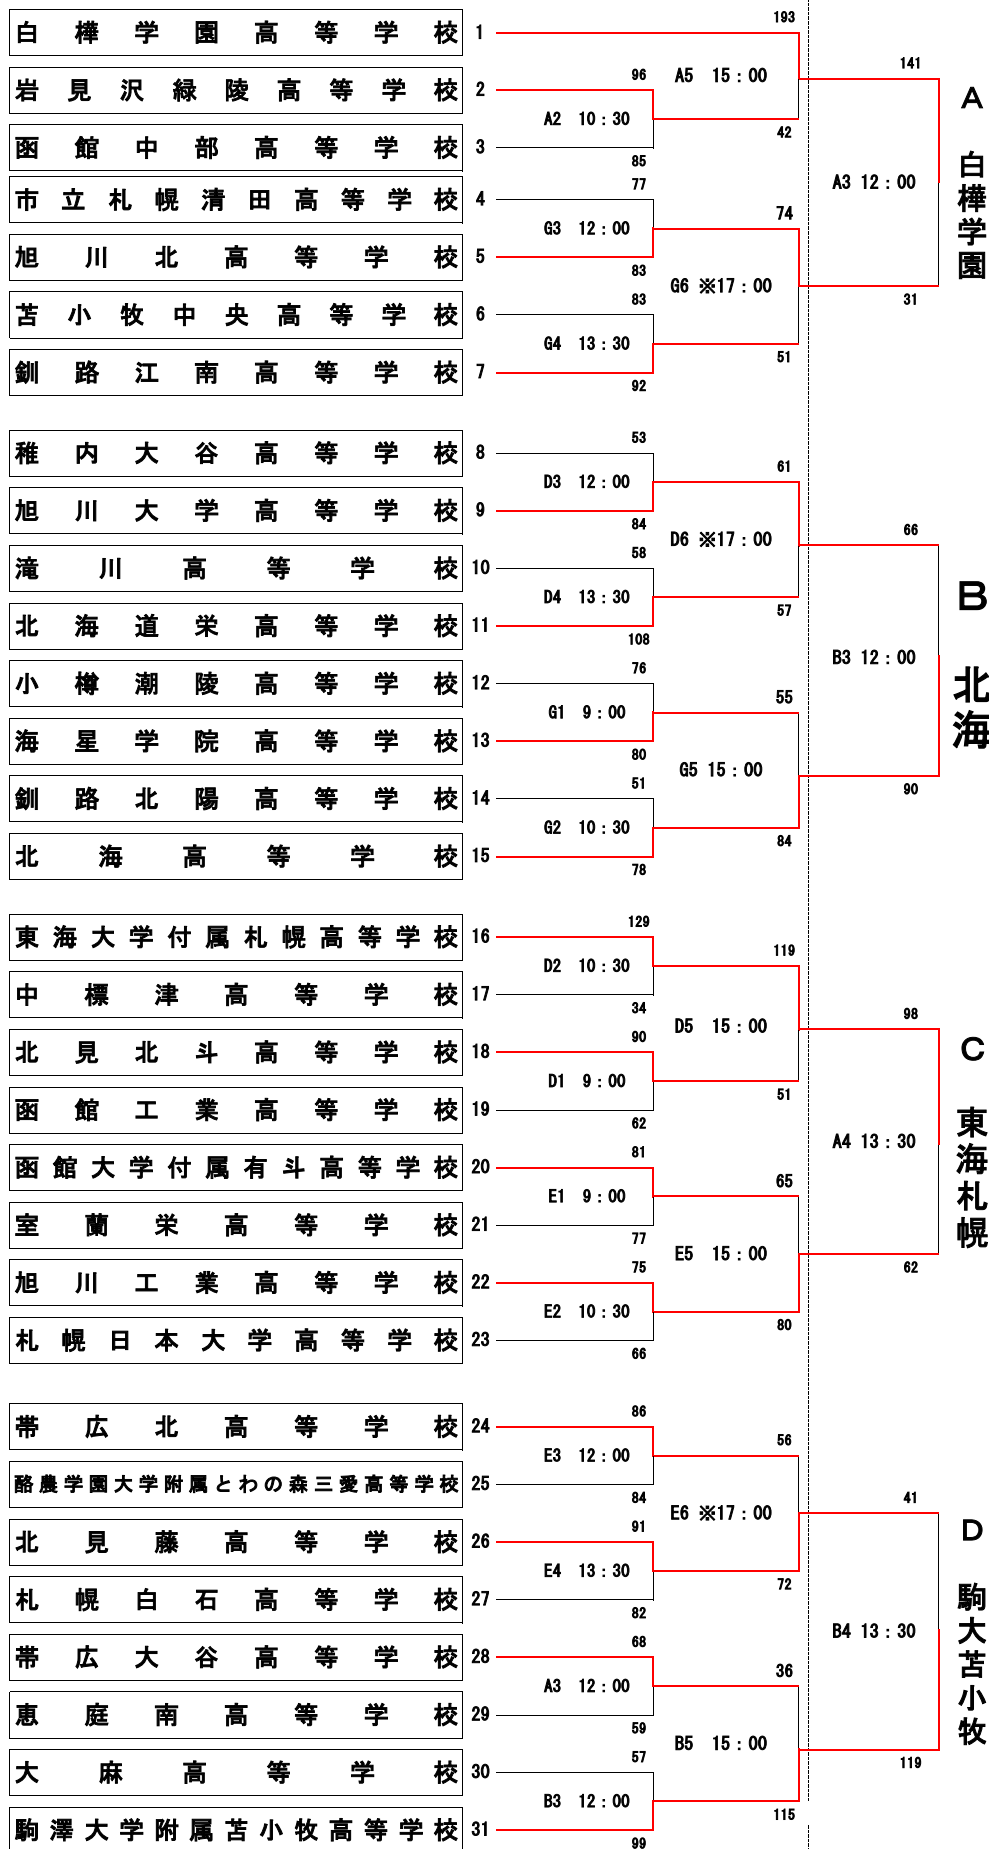 白樺学園高等学校 1
193
岩見沢緑陵高等学校 2
96
A2 10：30
A5 15：00
42
函館中部高等学校 3
85
141
A3 12：00
31
市立札幌清田高等学校 4
77
G3 12：00
74
旭川北高等学校 5
83
G6 ※17：00
苫小牧中央高等学校 6
83
G4 13：30
51
釧路江南高等学校 7
92
A 白樺学園
稚内大谷高等学校 8
53
D3 12：00
61
旭川大学高等学校 9
84
D6 ※17：00
滝川高等学校 10
58
D4 13：30
57
北海道栄高等学校 11
108
66
B3 12：00
90
小樽潮陵高等学校 12
76
G1 9：00
55
海星学院高等学校 13
80
G5 15：00
釧路北陽高等学校 14
51
G2 10：30
84
北海高等学校 15
78
B 北海
東海大学付属札幌高等学校 16
129
D2 10：30
119
中標津高等学校 17
34
D5 15：00
北見北斗高等学校 18
90
D1 9：00
51
函館工業高等学校 19
62
98
A4 13：30
62
函館大学付属有斗高等学校 20
81
E1 9：00
65
室蘭栄高等学校 21
77
E5 15：00
旭川工業高等学校 22
75
E2 10：30
80
札幌日本大学高等学校 23
66
C 東海札幌
帯広北高等学校 24
86
E3 12：00
56
酪農学園大学附属とわの森三愛高等学校 25
84
E6 ※17：00
北見藤高等学校 26
91
E4 13：30
72
札幌白石高等学校 27
82
41
B4 13：30
119
帯広大谷高等学校 28
68
A3 12：00
36
恵庭南高等学校 29
59
B5 15：00
大麻高等学校 30
57
B3 12：00
115
駒澤大学附属苫小牧高等学校 31
99
D 駒大苫小牧